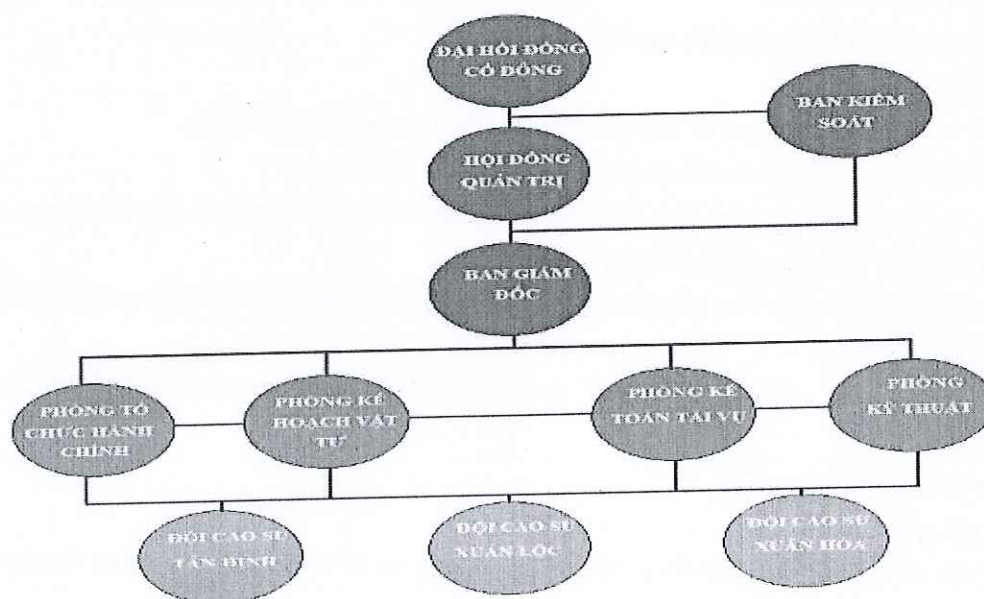 ĐẠI HỘI ĐỒNG
CỔ ĐÔNG
BAN KIỂM
SOÁT
HỘI ĐỒNG
QUẢN TRỊ
BAN GIÁM
ĐỐC
PHÒNG TỔ
CHỨC HÀNH
CHÍNH
PHÒNG KẾ
HOẠCH VẬT
TƯ
PHÒNG KẾ
TOÁN TÀI VỤ
PHÒNG
KỸ THUẬT
ĐỘI CAO SU
TÂN ĐỊNH
ĐỘI CAO SU
XUÂN LỘC
ĐỘI CAO SU
XUÂN HÒA